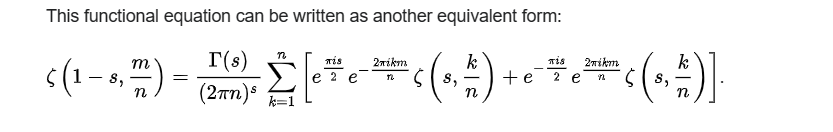 This functional equation can be written as another equivalent form:
ζ(1 − s, m/n) = Γ(s)/(2πn)^s ∑_{k=1}^{n} [e^{πis/2} e^{−2πikm/n} ζ(s, k/n) + e^{−πis/2} e^{2πikm/n} ζ(s, k/n)].